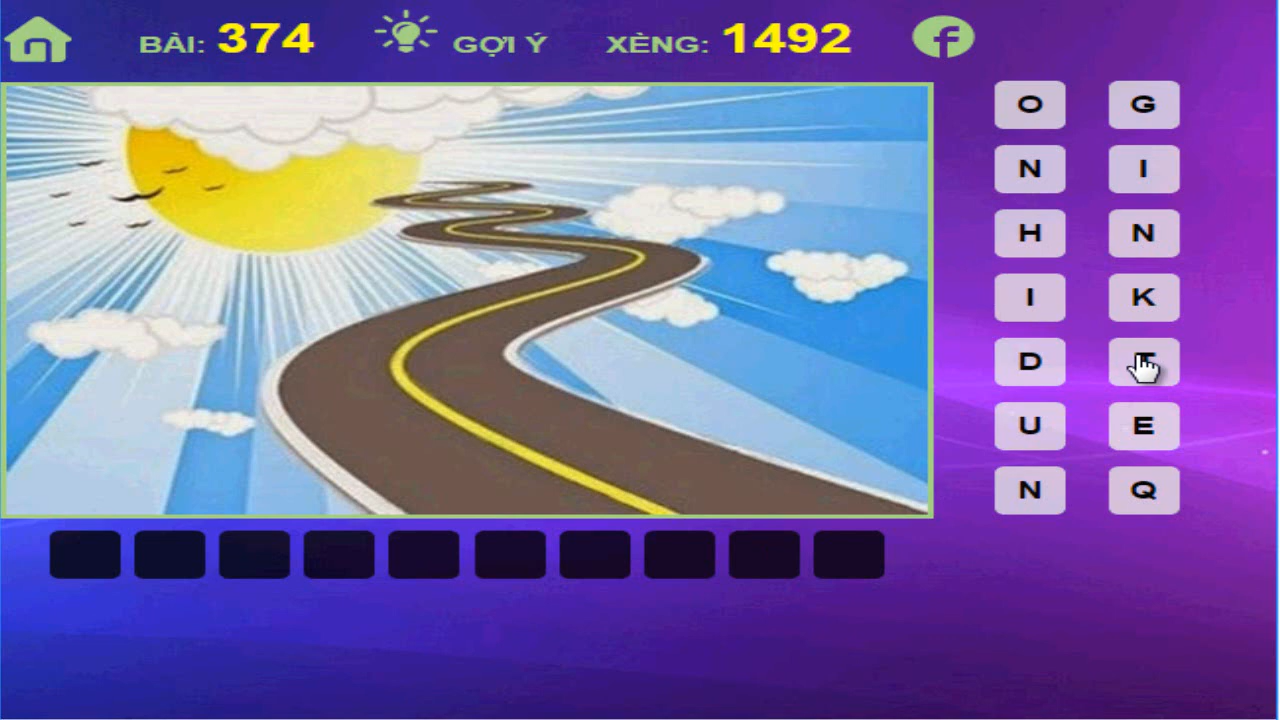 BÀI: 374 GỢI Ý XÈNG: 1492 f
O G
N I
H N
I K
D
U E
N Q